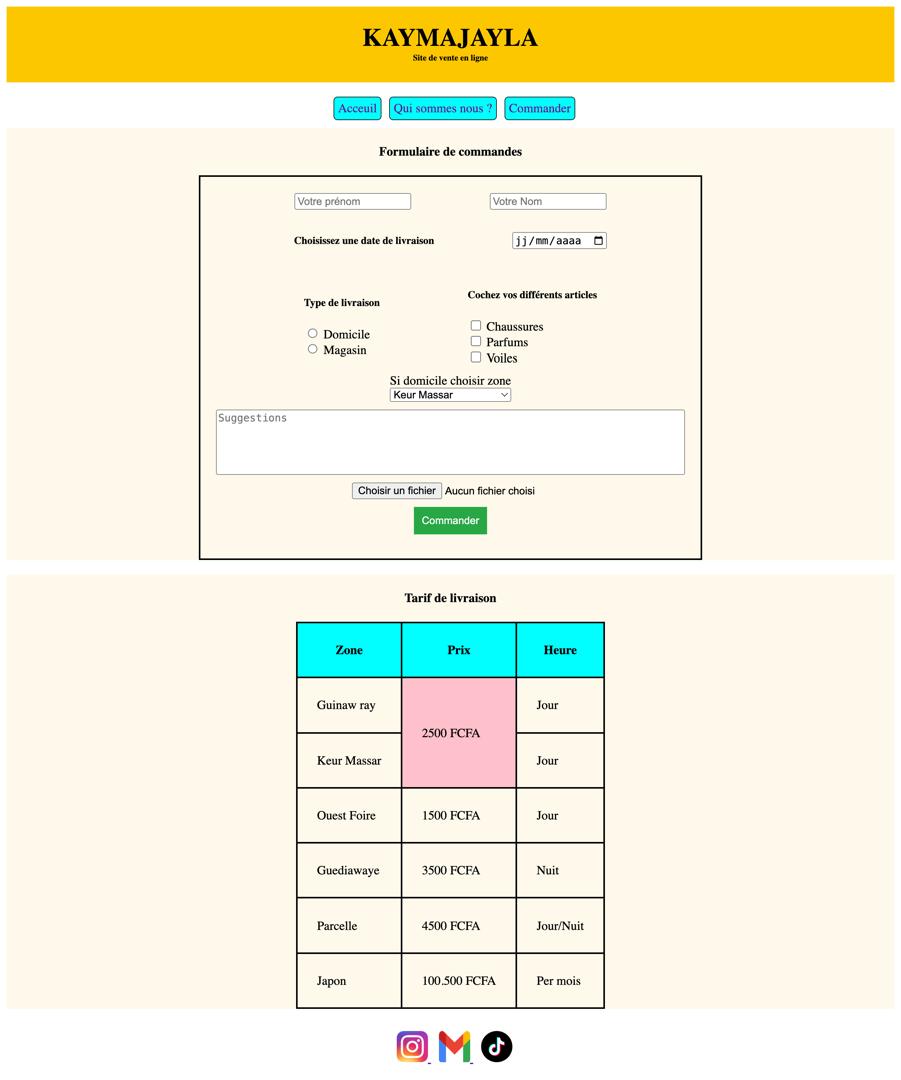 KAYMAJAYLA
Site de vente en ligne
Acceuil Qui sommes nous ? Commander
Formulaire de commandes
Votre prénom Votre Nom
Choisissez une date de livraison jj/mm/aaaa
Type de livraison
Domicile
Magasin
Cochez vos différents articles
Chaussures
Parfums
Voiles
Si domicile choisir zone
Keur Massar
Suggestions
Choisir un fichier Aucun fichier choisi
Commander
Tarif de livraison
Zone Prix Heure
Guinaw ray 2500 FCFA Jour
Keur Massar Jour
Ouest Foire 1500 FCFA Jour
Guediawaye 3500 FCFA Nuit
Parcelle 4500 FCFA Jour/Nuit
Japon 100.500 FCFA Per mois